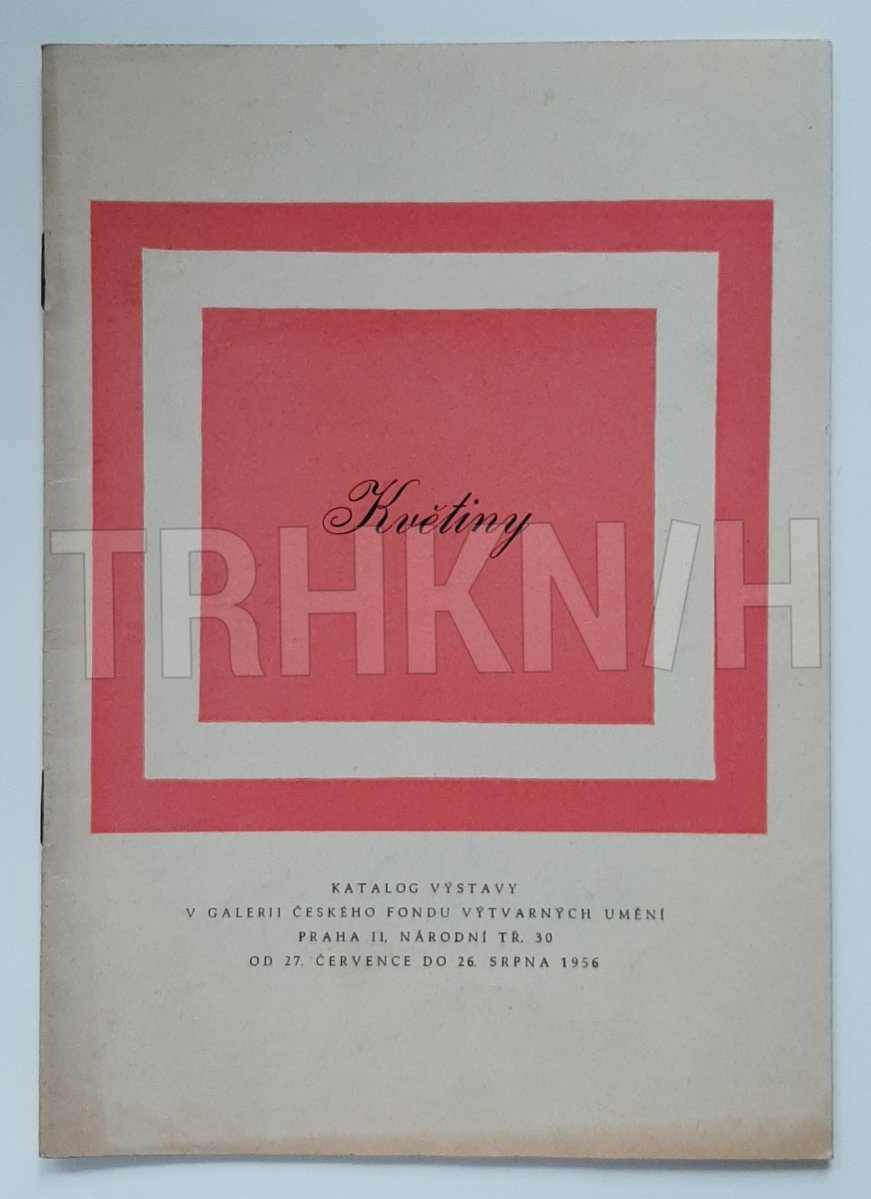 Květiny
TRHKNIH
KATALOG VÝSTAVY
V GALERII ČESKÉHO FONDU VÝTVARNÝCH UMĚNÍ
PRAHA II, NÁRODNÍ TŘ. 30
OD 27. ČERVENCE DO 26. SRPNA 1956